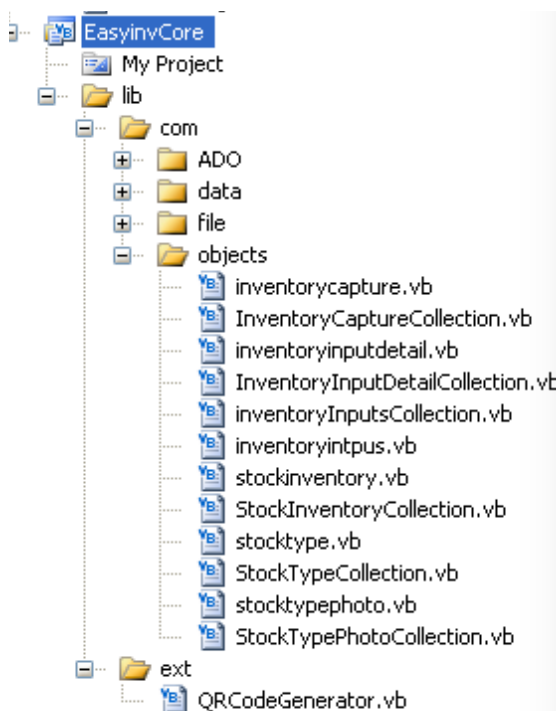 EasyinvCore
My Project
lib
com
ADO
data
file
objects
inventorycapture.vb
InventoryCaptureCollection.vb
inventoryinputdetail.vb
InventoryInputDetailCollection.vb
inventoryInputsCollection.vb
inventoryintpus.vb
stockinventory.vb
StockInventoryCollection.vb
stocktype.vb
StockTypeCollection.vb
stocktypephoto.vb
StockTypePhotoCollection.vb
ext
QRCodeGenerator.vb